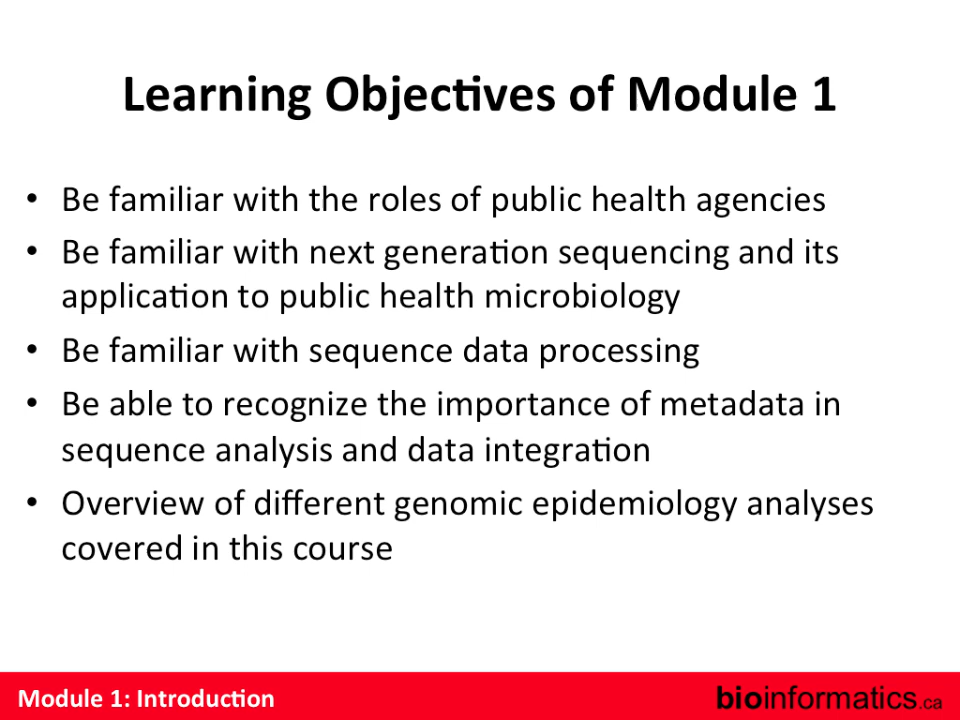 Learning Objectives of Module 1
• Be familiar with the roles of public health agencies
• Be familiar with next generation sequencing and its
application to public health microbiology
• Be familiar with sequence data processing
• Be able to recognize the importance of metadata in
sequence analysis and data integration
• Overview of different genomic epidemiology analyses
covered in this course
Module 1: Introduction
bioinformatics.ca